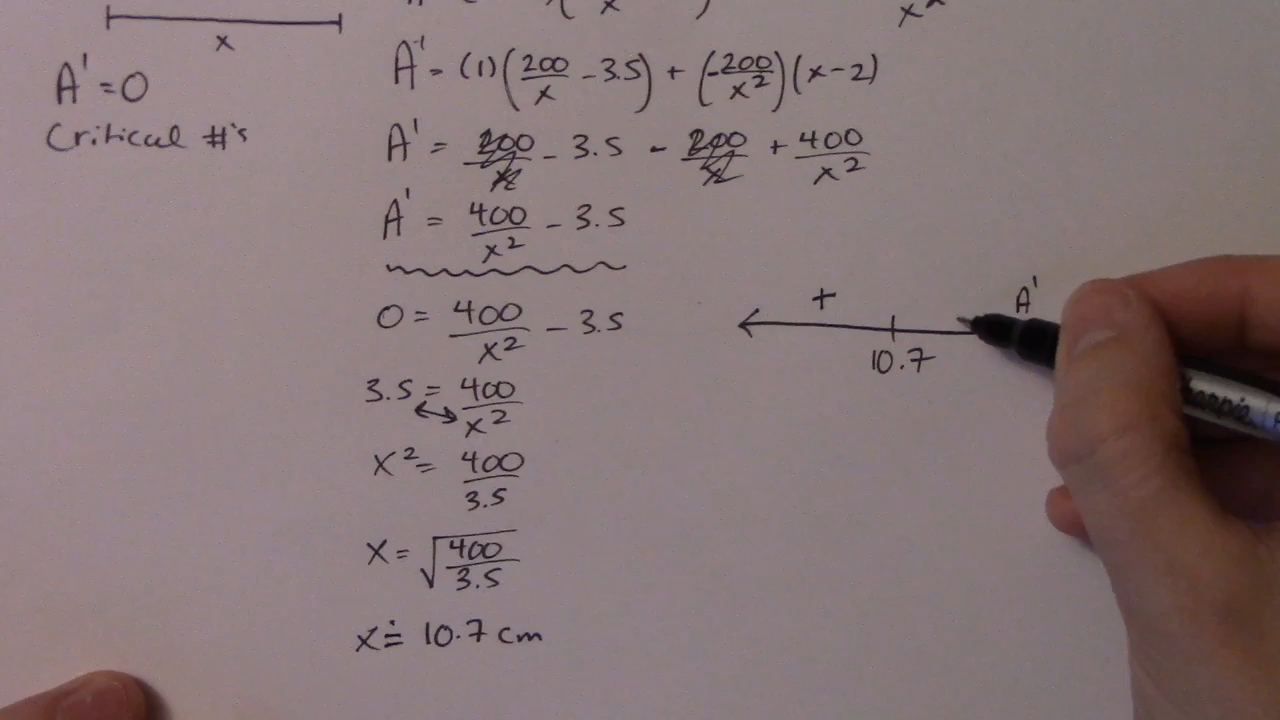 x
A' = 0
Critical #'s
A' = (1)(200/x - 3.5) + (-200/x²)(x-2)
A' = 200/x - 3.5 - 200/x + 400/x²
A' = 400/x² - 3.5
0 = 400/x² - 3.5
3.5 = 400/x²
x² = 400/3.5
x = √(400/3.5)
x ≐ 10.7 cm
+ A'
10.7